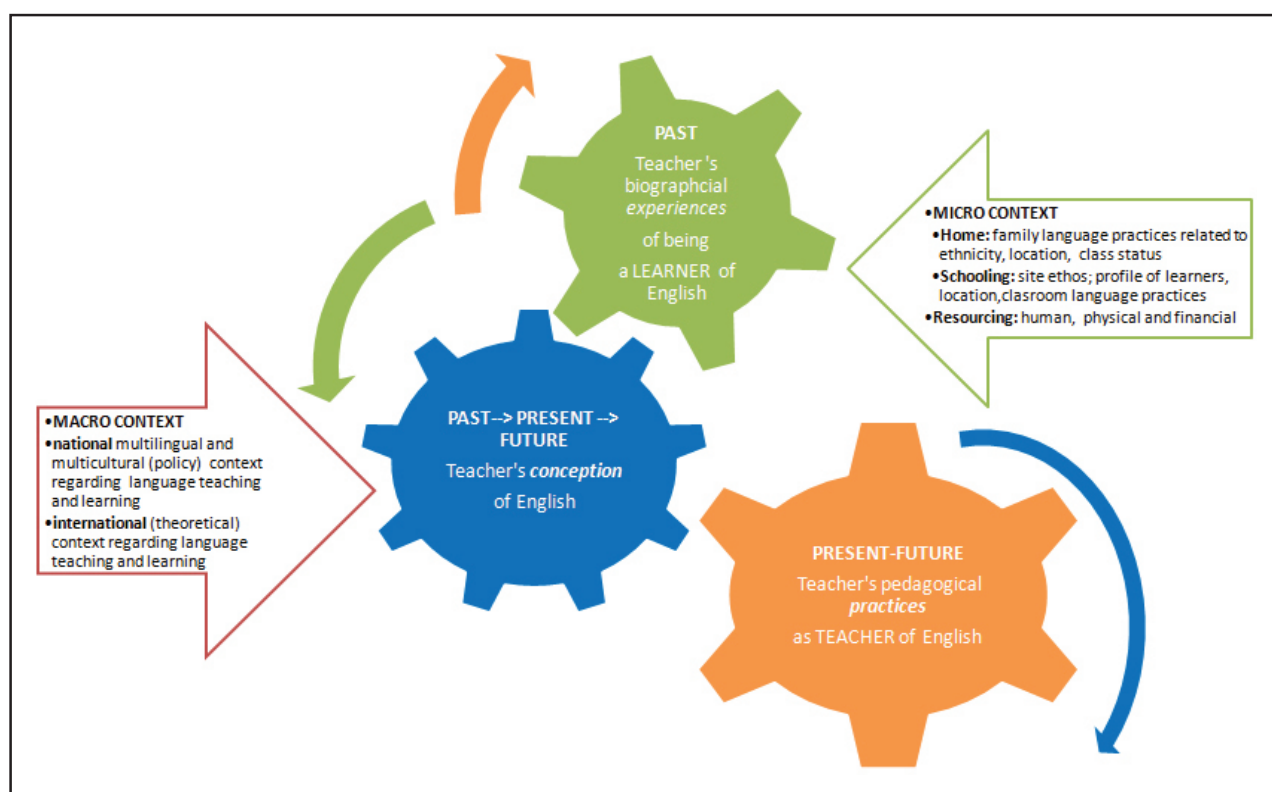 PAST
Teacher's
biographcial
experiences
of being
a LEARNER of
English
•MICRO CONTEXT
•Home: family language practices related to
ethnicity, location, class status
•Schooling: site ethos; profile of learners,
location,clasroom language practices
•Resourcing: human, physical and financial
•MACRO CONTEXT
•national multilingual and
multicultural (policy) context
regarding language teaching
and learning
•international (theoretical)
context regarding language
teaching and learning
PAST--> PRESENT -->
FUTURE
Teacher's conception
of English
PRESENT-FUTURE
Teacher's pedagogical
practices
as TEACHER of English